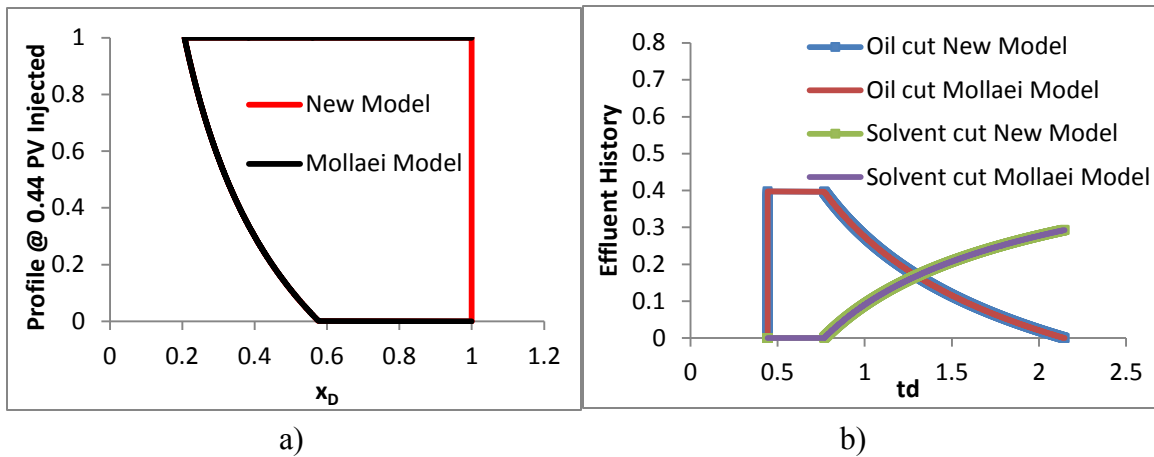 Profile @ 0.44 PV Injected
1
0.8
0.6
0.4
0.2
0
0
0.2
0.4
0.6
0.8
1
1.2
x_D
New Model
Mollaei Model
a)
Effluent History
0.8
0.7
0.6
0.5
0.4
0.3
0.2
0.1
0
0
0.5
1
1.5
2
2.5
td
Oil cut New Model
Oil cut Mollaei Model
Solvent cut New Model
Solvent cut Mollaei Model
b)